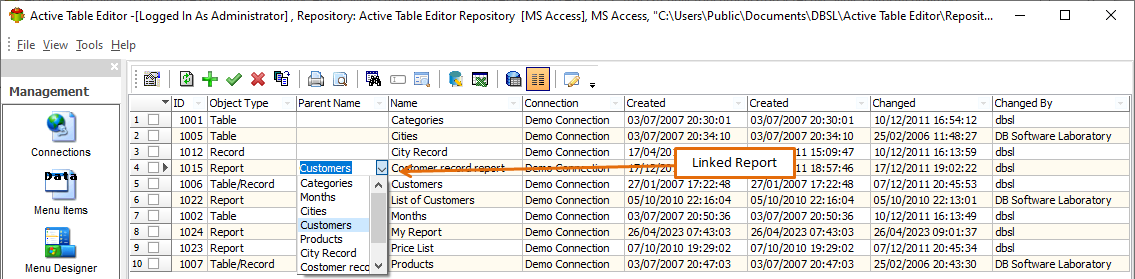 Active Table Editor -[Logged In As Administrator] , Repository: Active Table Editor Repository [MS Access], MS Access, "C:\Users\Public\Documents\DBSL\Active Table Editor\Reposit...
File View Tools Help
Management
Connections
Data
Menu Items
Menu Designer
ID Object Type Parent Name Name Connection Created Created Changed Changed By
1 1001 Table Categories Demo Connection 03/07/2007 20:30:01 03/07/2007 20:30:01 10/12/2011 16:54:12 dbsl
2 1005 Table Cities Demo Connection 03/07/2007 20:34:10 03/07/2007 20:34:10 25/02/2006 11:48:27 DB Software Laboratory
3 1012 Record City Record Demo Connection 17/04/ 11 15:09:47 10/12/2011 16:13:59 dbsl
4 1015 Report Customers Customer record report Demo Connection 17/12/ 11 18:57:46 17/12/2011 19:02:22 dbsl
Linked Report
5 1006 Table/Record Customers Demo Connection 27/01/2007 17:22:48 27/01/2007 17:22:48 07/12/2011 20:45:53 dbsl
6 1022 Report List of Customers Demo Connection 05/10/2010 22:16:04 05/10/2010 22:16:04 05/10/2010 22:13:01 DB Software Laboratory
7 1002 Table Months Demo Connection 03/07/2007 20:50:36 03/07/2007 20:50:36 10/12/2011 16:13:49 dbsl
8 1024 Report My Report Demo Connection 26/04/2023 07:43:03 26/04/2023 07:43:03 26/04/2023 09:01:37 dbsl
9 1023 Report Price List Demo Connection 07/10/2010 19:29:02 07/10/2010 19:29:02 07/12/2011 20:45:34 dbsl
10 1007 Table/Record Products Demo Connection 03/07/2007 20:47:03 03/07/2007 20:47:03 25/02/2006 20:43:30 DB Software Laboratory
Categories
Months
Cities
Customers
Products
City Record
Costomer reco